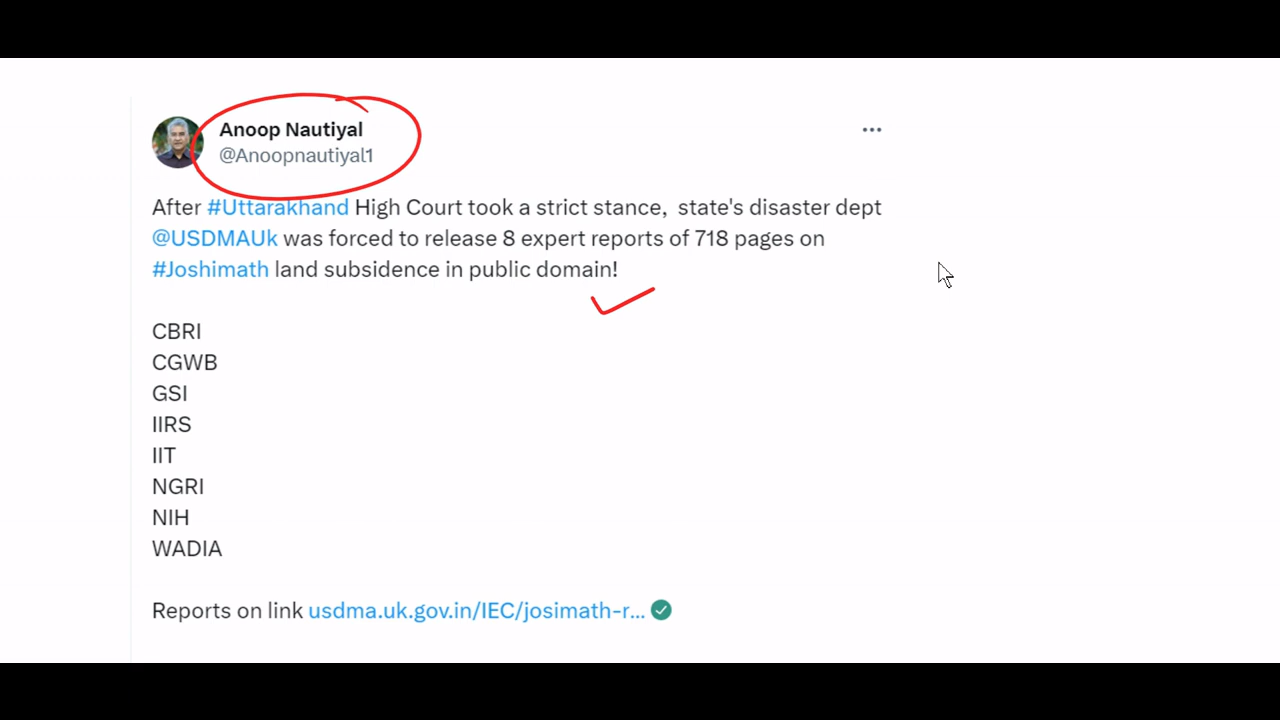 Anoop Nautiyal
@Anoopnautiyal1
After #Uttarakhand High Court took a strict stance, state's disaster dept
@USDMAUk was forced to release 8 expert reports of 718 pages on
#Joshimath land subsidence in public domain!
CBRI
CGWB
GSI
IIRS
IIT
NGRI
NIH
WADIA
Reports on link usdma.uk.gov.in/IEC/josimath-r...